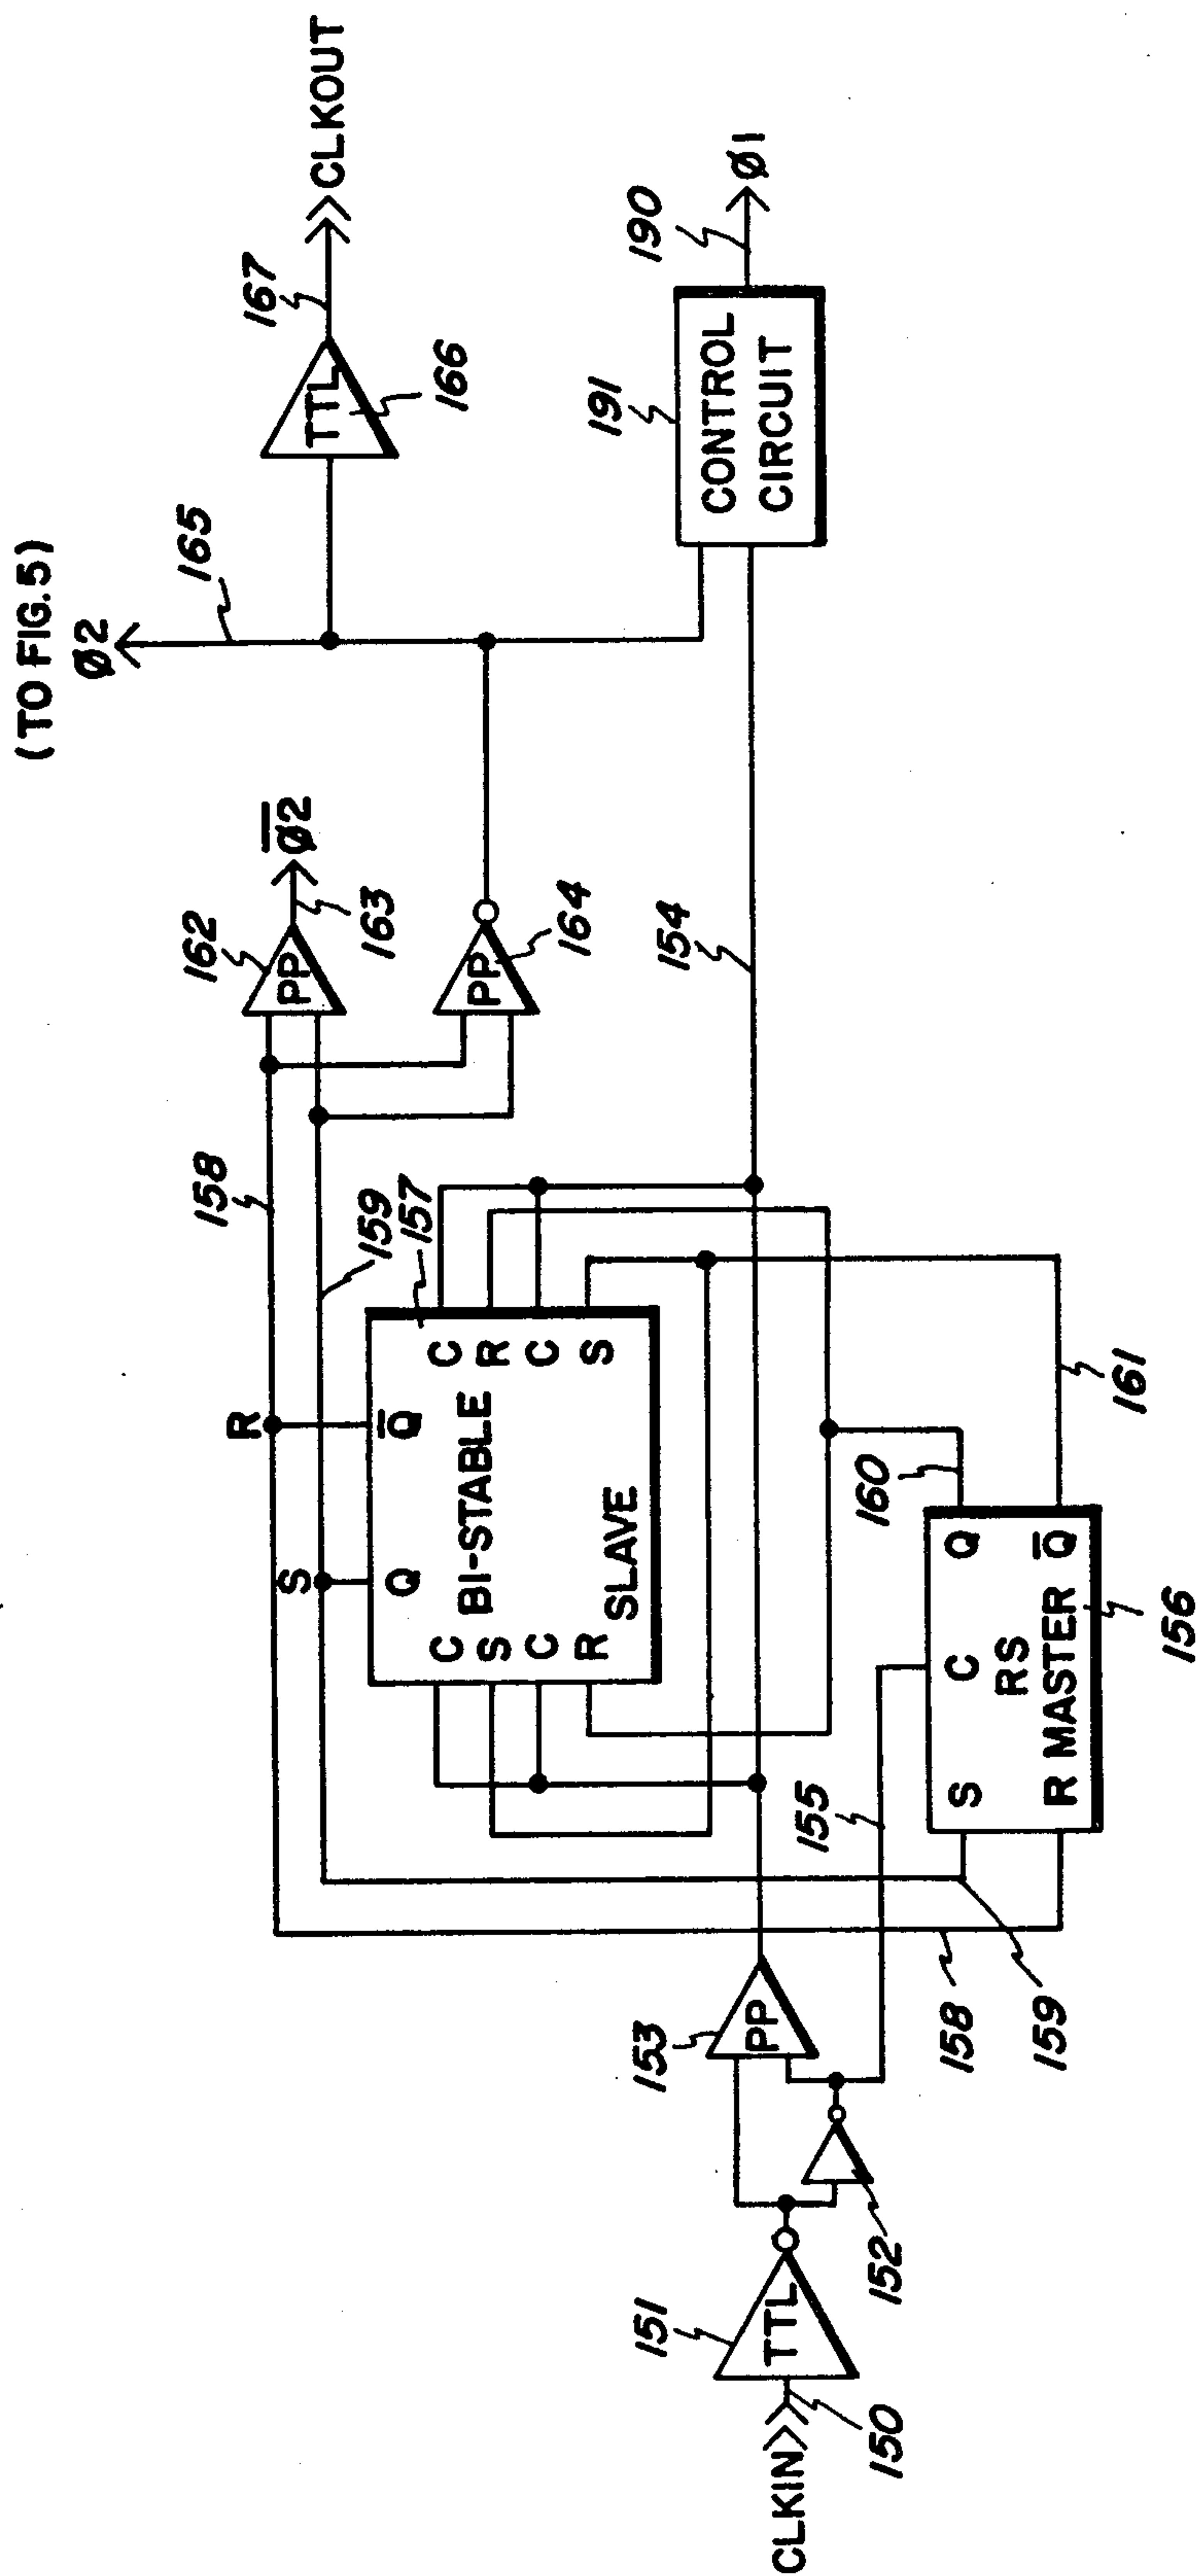 (TO FIG.5)
Ø2
165
167
CLKOUT
TTL
166
Ø2
162
PP
163
PP
164
158
159
157
R
S
Q
Q
C
S
C
R
BI-STABLE
SLAVE
C
R
C
S
154
191
CONTROL
CIRCUIT
190
Ø1
CLKIN
150
151
TTL
152
153
PP
155
158
159
S
C
RS
R MASTER
Q
Q
156
160
161